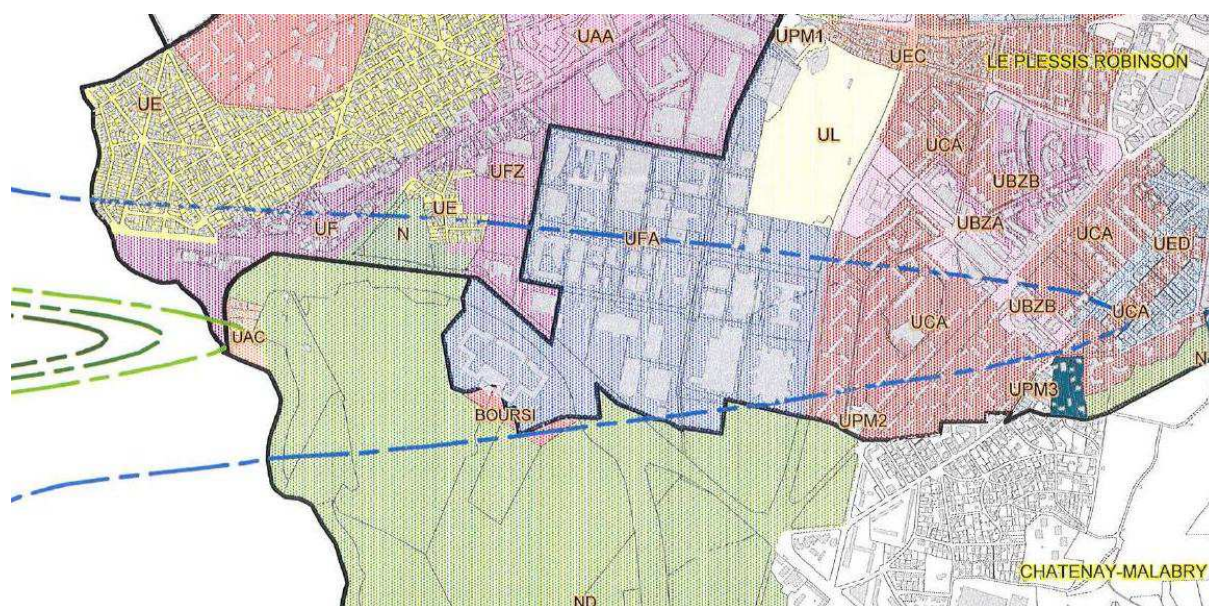 UPM1
UAA
UEC
LE PLESSIS ROBINSON
UE
UL
UCA
UFZ
UBZB
UE
UF
N
UFA
UBZA
UCA
UED
UBZB
UCA
UCA
UAC
N
UPM3
BOURSI
UPM2
CHATENAY-MALABRY
ND